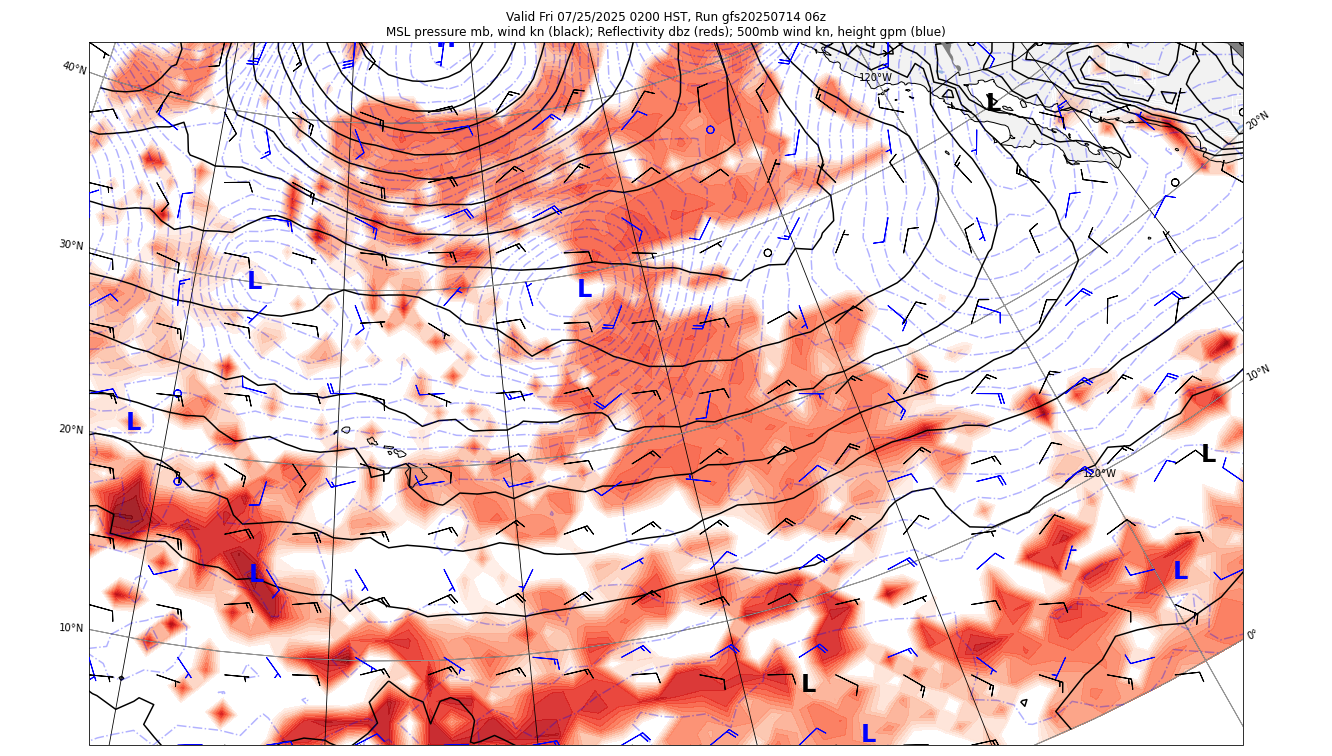 Valid Fri 07/25/2025 0200 HST, Run gfs20250714 06z
MSL pressure mb, wind kn (black); Reflectivity dbz (reds); 500mb wind kn, height gpm (blue)
H
40°N
120°W
L
20°N
30°N
L
L
10°N
L
20°N
L
120°W
L
L
10°N
0°
L
L